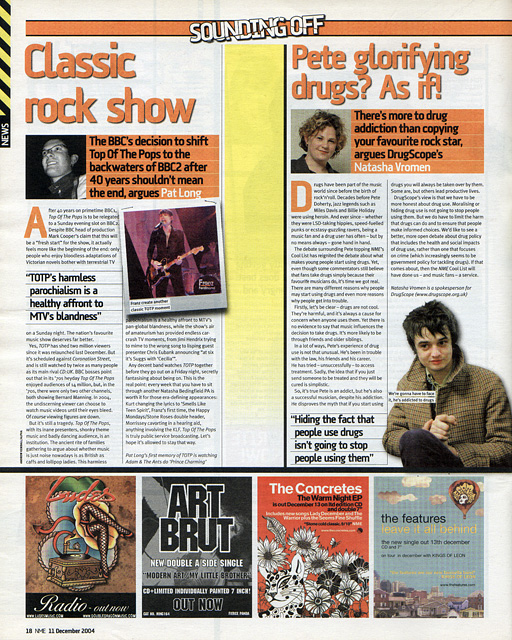 SOUNDING OFF
NEWS
Classic
rock show
The BBC's decision to shift
Top Of The Pops to the
backwaters of BBC2 after
40 years shouldn't mean
the end, argues Pat Long
After 40 years on primetime BBC1,
Top Of The Pops is to be relegated
to a Sunday evening slot on BBC2.
Despite BBC head of production
Mark Cooper's claim that this will
be a "fresh start" for the show, it actually
feels more like the beginning of the end: only
people who enjoy bloodless adaptations of
Victorian novels bother with terrestrial TV
"TOTP's harmless
parochialism is a
healthy affront to
MTV's blandness"
on a Sunday night. The nation's favourite
music show deserves far better.
Yes, TOTP has shed two million viewers
since it was relaunched last December. But
it's scheduled against Coronation Street,
and is still watched by twice as many people
as its main rival CD:UK. BBC bosses point
out that in its '70s heyday Top Of The Pops
enjoyed audiences of 14 million, but, in the
'70s, there were only two other channels,
both showing Bernard Manning. In 2004,
the undiscerning viewer can choose to
watch music videos until their eyes bleed.
Of course viewing figures are down.
But it's still a tragedy. Top Of The Pops,
with its inane presenters, shonky theme
music and badly dancing audience, is an
institution. The ancient rite of families
gathering to argue about whether music
is just noise nowadays is as British as
caffs and lollipop ladies. This harmless
Franz create another
classic TOTP moment
parochialism is a healthy affront to MTV's
pan-global blandness, while the show's air
of amateurism has provided endless car-
crash TV moments, from Jimi Hendrix trying
to mime to the wrong song to lisping guest
presenter Chris Eubank announcing "at six
it's Suggs with 'Cecilia'".
Any decent band watches TOTP together
before they go out on a Friday night, secretly
fantasising about being on. This is the
real point: every week that you have to sit
through another Natasha Bedingfield PA is
worth it for those era-defining appearances:
Kurt changing the lyrics to 'Smells Like
Teen Spirit', Franz's first time, the Happy
Mondays/Stone Roses double header,
Morrissey cavorting in a hearing aid,
anything involving the KLF. Top Of The Pops
is truly public service broadcasting. Let's
hope it's allowed to stay that way.
Pat Long's first memory of TOTP is watching
Adam & The Ants do 'Prince Charming'
Pete glorifying
drugs? As if!
There's more to drug
addiction than copying
your favourite rock star,
argues DrugScope's
Natasha Vromen
Drugs have been part of the music
world since before the birth of
rock'n'roll. Decades before Pete
Doherty, jazz legends such as
Miles Davis and Billie Holiday
were using heroin. And ever since – whether
they were LSD-taking hippies, speed-fuelled
punks or ecstasy-guzzling ravers, being a
music fan and a drug user has often – but by
no means always – gone hand in hand.
The debate surrounding Pete topping NME's
Cool List has reignited the debate about what
makes young people start using drugs. Yet,
even though some commentators still believe
that fans take drugs simply because their
favourite musicians do, it's time we got real.
There are many different reasons why people
may start using drugs and even more reasons
why people get into trouble.
Firstly, let's be clear – drugs are not cool.
They're harmful, and it's always a cause for
concern when anyone uses them. Yet there is
no evidence to say that music influences the
decision to take drugs. It's more likely to be
through friends and older siblings.
In a lot of ways, Pete's experience of drug
use is not that unusual. He's been in trouble
with the law, his friends and his career.
He has tried – unsuccessfully – to access
treatment. Sadly, the idea that if you just
send someone to be treated and they will be
cured is simplistic.
So, it's true Pete is an addict, but he's also
a successful musician, despite his addiction.
He disproves the myth that if you start using
"Hiding the fact that
people use drugs
isn't going to stop
people using them"
drugs you will always be taken over by them.
Some are, but others lead productive lives.
DrugScope's view is that we have to be
more honest about drug use. Moralising or
hiding drug use is not going to stop people
using them. But we do have to limit the harm
that drugs can do and to ensure that people
make informed choices. We'd like to see a
better, more open debate about drug policy
that includes the health and social impacts
of drug use, rather than one that focuses
on crime (which increasingly seems to be
government policy for tackling drugs). If that
comes about, then the NME Cool List will
have done us – and music fans – a service.
Natasha Vromen is a spokesperson for
DrugScope (www.drugscope.org.uk)
We're gonna have to face
it, he's addicted to drugs
Radio - out now
ART
BRUT
NEW DOUBLE A SIDE SINGLE
"MODERN ART/MY LITTLE BROTHER"
CD+LIMITED INDIVIDUALLY PAINTED 7 INCH!
OUT NOW
FIERCE PANDA
The Concretes
The Warm Night EP
is out December 13 on ltd edition CD
and double 7"
Includes new songs Lady December and The
Warrior plus the Soems Fine Shuffle
the features
leave it all behind
the new single out 13th december
CD and 7"
on tour in december with KINGS OF LEON
18 NME 11 December 2004